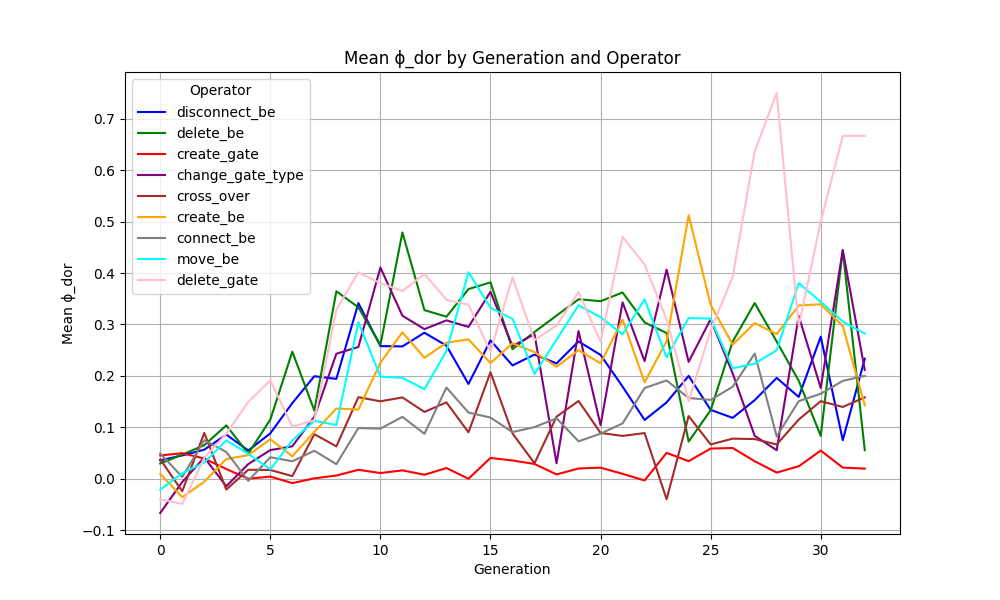 Mean ϕ_dor by Generation and Operator
Operator
disconnect_be
delete_be
create_gate
change_gate_type
cross_over
create_be
connect_be
move_be
delete_gate
Mean ϕ_dor
0.7
0.6
0.5
0.4
0.3
0.2
0.1
0.0
−0.1
0 5 10 15 20 25 30
Generation